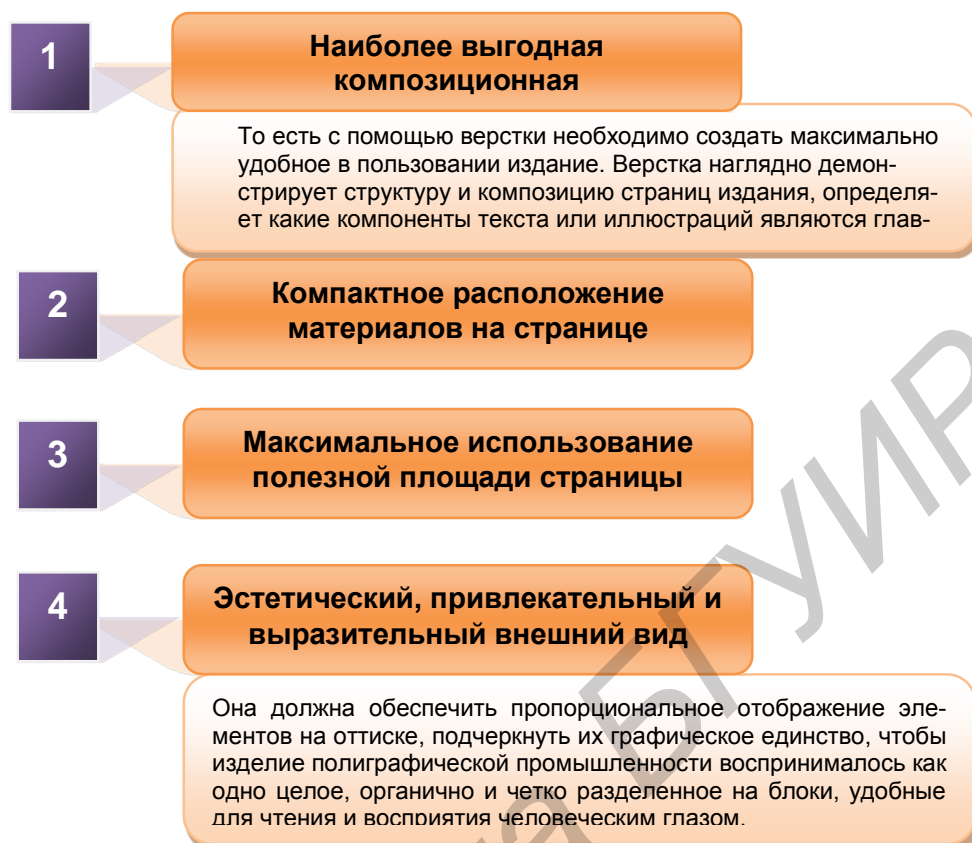 1
Наиболее выгодная
композиционная
То есть с помощью верстки необходимо создать максимально
удобное в пользовании издание. Верстка наглядно демон-
стрирует структуру и композицию страниц издания, определя-
ет какие компоненты текста или иллюстраций являются глав-
2
Компактное расположение
материалов на странице
3
Максимальное использование
полезной площади страницы
4
Эстетический, привлекательный и
выразительный внешний вид
Она должна обеспечить пропорциональное отображение эле-
ментов на оттиске, подчеркнуть их графическое единство, чтобы
изделие полиграфической промышленности воспринималось как
одно целое, органично и четко разделенное на блоки, удобные
для чтения и восприятия человеческим глазом.
БГУИР